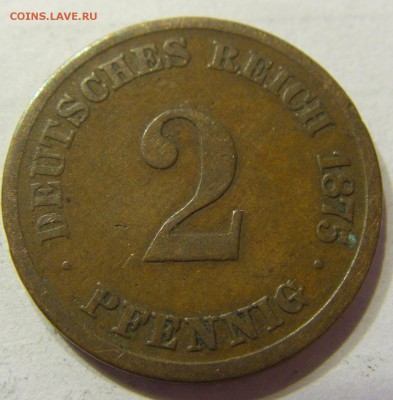 COINS.LAVE.RU
DEUTSCHES REICH 1875
2
PFENNIG